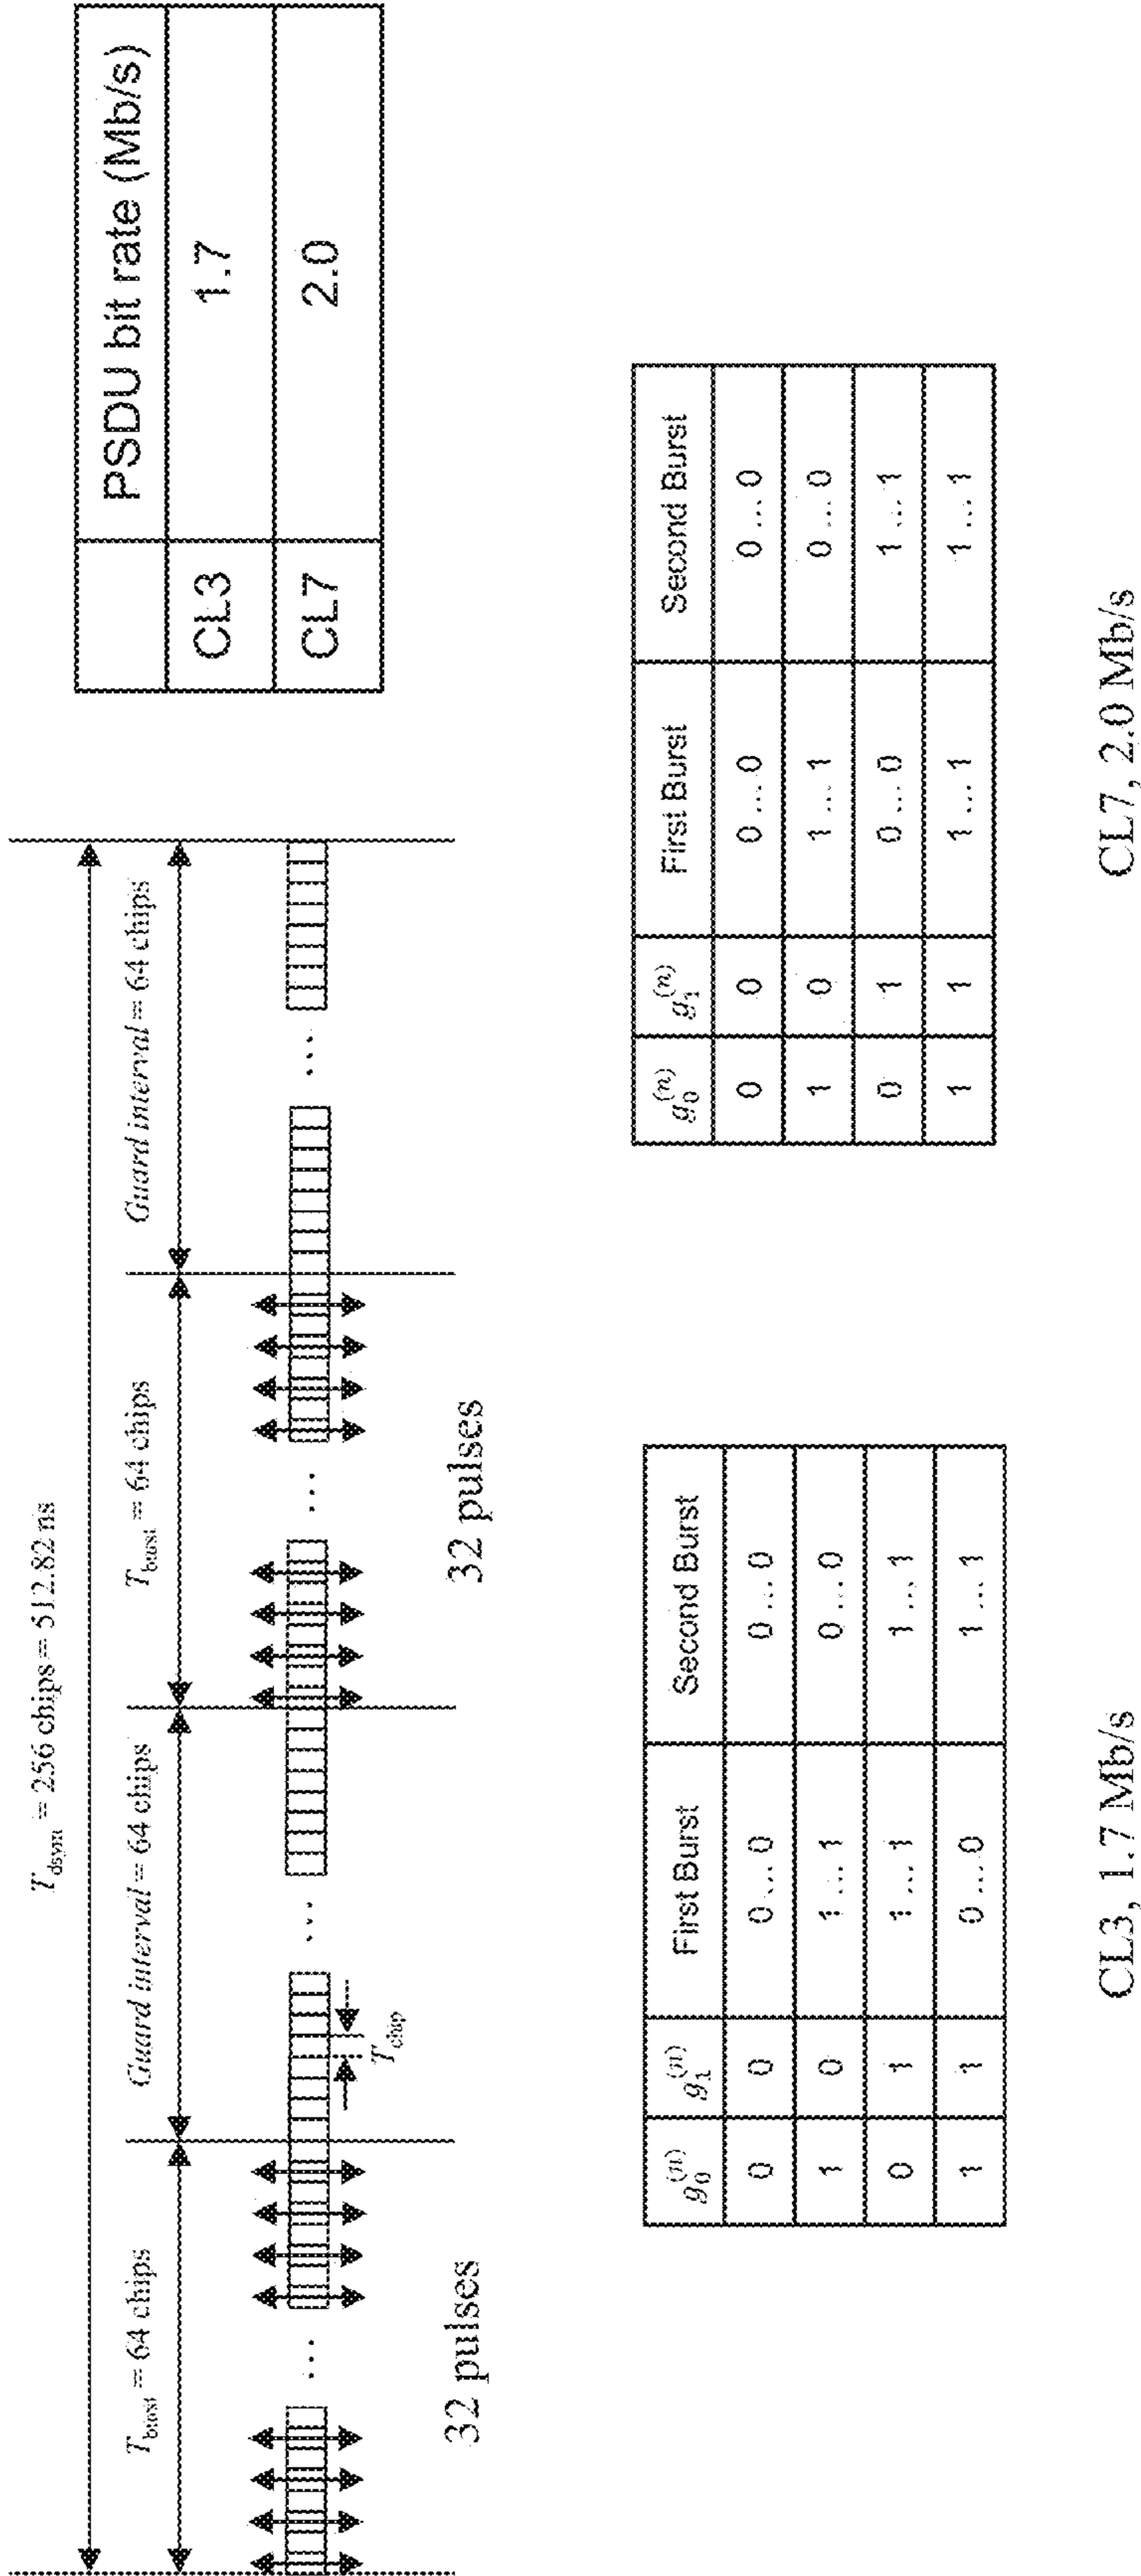 T_dsym = 256 chips = 512.82 ns
T_burst = 64 chips
Guard interval = 64 chips
T_burst = 64 chips
Guard interval = 64 chips
...
...
...
...
T_chip
32 pulses
32 pulses
PSDU bit rate (Mb/s)
CL3 1.7
CL7 2.0
g_0^(n) g_1^(n) First Burst Second Burst
0 0 0 ... 0 0 ... 0
1 0 1 ... 1 0 ... 0
0 1 1 ... 1 1 ... 1
1 1 0 ... 0 1 ... 1
CL3, 1.7 Mb/s
g_0^(n) g_1^(n) First Burst Second Burst
0 0 0 ... 0 0 ... 0
1 0 1 ... 1 0 ... 0
0 1 0 ... 0 1 ... 1
1 1 1 ... 1 1 ... 1
CL7, 2.0 Mb/s